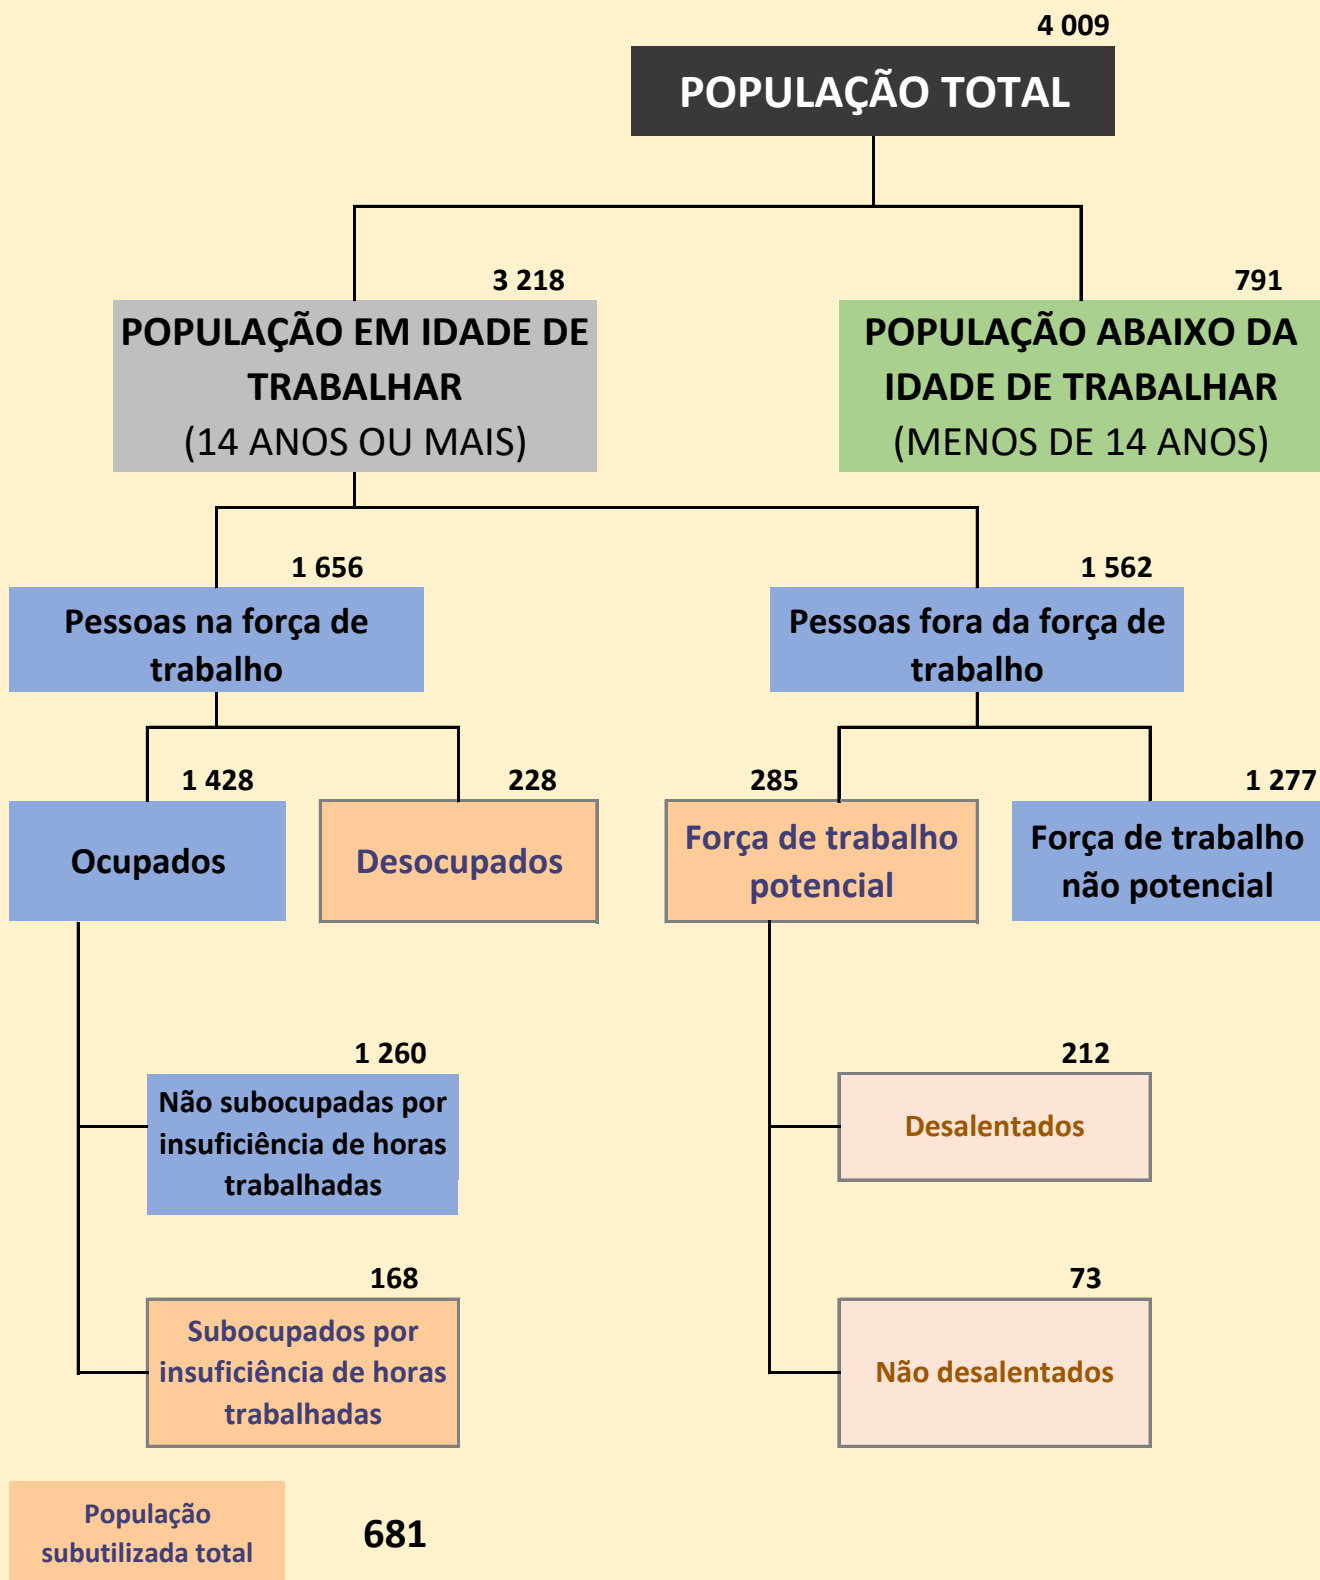 4 009
POPULAÇÃO TOTAL
3 218
POPULAÇÃO EM IDADE DE
TRABALHAR
(14 ANOS OU MAIS)
791
POPULAÇÃO ABAIXO DA
IDADE DE TRABALHAR
(MENOS DE 14 ANOS)
1 656
Pessoas na força de
trabalho
1 562
Pessoas fora da força de
trabalho
1 428
Ocupados
228
Desocupados
285
Força de trabalho
potencial
1 277
Força de trabalho
não potencial
1 260
Não subocupadas por
insuficiência de horas
trabalhadas
212
Desalentados
168
Subocupados por
insuficiência de horas
trabalhadas
73
Não desalentados
População
subutilizada total
681